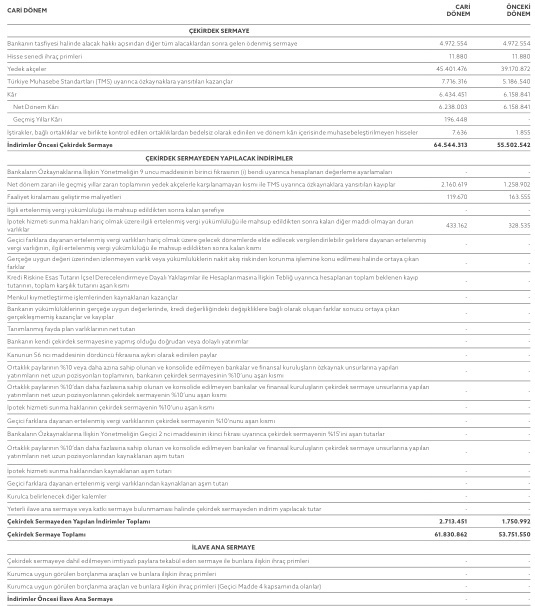 CARİ DÖNEM CARİ DÖNEM ÖNCEKİ DÖNEM
ÇEKİRDEK SERMAYE
Bankanın tasfiyesi halinde alacak hakkı açısından diğer tüm alacaklardan sonra gelen ödenmiş sermaye 4.972.554 4.972.554
Hisse senedi ihraç primleri 11.880 11.880
Yedek akçeler 45.401.476 39.170.872
Türkiye Muhasebe Standartları (TMS) uyarınca özkaynaklara yansıtılan kazançlar 7.716.316 5.186.540
Kâr 6.434.451 6.158.841
Net Dönem Kârı 6.238.003 6.158.841
Geçmiş Yıllar Kârı 196.448 -
İştirakler, bağlı ortaklıklar ve birlikte kontrol edilen ortaklıklardan bedelsiz olarak edinilen ve dönem kârı içerisinde muhasebeleştirilmeyen hisseler 7.636 1.855
İndirimler Öncesi Çekirdek Sermaye 64.544.313 55.502.542
ÇEKİRDEK SERMAYEDEN YAPILACAK İNDİRİMLER
Bankaların Özkaynaklarına İlişkin Yönetmeliğin 9 uncu maddesinin birinci fıkrasının (i) bendi uyarınca hesaplanan değerleme ayarlamaları - -
Net dönem zararı ile geçmiş yıllar zararı toplamının yedek akçelerle karşılanamayan kısmı ile TMS uyarınca özkaynaklara yansıtılan kayıplar 2.160.619 1.258.902
Faaliyet kiralaması geliştirme maliyetleri 119.670 163.555
İlgili ertelenmiş vergi yükümlülüğü ile mahsup edildikten sonra kalan şerefiye - -
İpotek hizmeti sunma hakları hariç olmak üzere ilgili ertelenmiş vergi yükümlülüğü ile mahsup edildikten sonra kalan diğer maddi olmayan duran
varlıklar 433.162 328.535
Geçici farklara dayanan ertelenmiş vergi varlıkları hariç olmak üzere gelecek dönemlerde elde edilecek vergilendirilebilir gelirlere dayanan ertelenmiş
vergi varlığının, ilgili ertelenmiş vergi yükümlülüğü ile mahsup edildikten sonra kalan kısmı - -
Gerçeğe uygun değeri üzerinden izlenmeyen varlık veya yükümlülüklerin nakit akış riskinden korunma işlemine konu edilmesi halinde ortaya çıkan
farklar - -
Kredi Riskine Esas Tutarın İçsel Derecelendirmeye Dayalı Yaklaşımlar ile Hesaplanmasına İlişkin Tebliğ uyarınca hesaplanan toplam beklenen kayıp
tutarının, toplam karşılık tutarını aşan kısmı - -
Menkul kıymetleştirme işlemlerinden kaynaklanan kazançlar - -
Bankanın yükümlülüklerinin gerçeğe uygun değerlerinde, kredi değerliliğindeki değişikliklere bağlı olarak oluşan farklar sonucu ortaya çıkan
gerçekleşmemiş kazançlar ve kayıplar - -
Tanımlanmış fayda plan varlıklarının net tutarı - -
Bankanın kendi çekirdek sermayesine yapmış olduğu doğrudan veya dolaylı yatırımlar - -
Kanunun 56 ncı maddesinin dördüncü fıkrasına aykırı olarak edinilen paylar - -
Ortaklık paylarının %10 veya daha azına sahip olunan ve konsolide edilmeyen bankalar ve finansal kuruluşların özkaynak unsurlarına yapılan
yatırımların net uzun pozisyonları toplamının, bankanın çekirdek sermayesinin %10'unu aşan kısmı - -
Ortaklık paylarının %10'dan daha fazlasına sahip olunan ve konsolide edilmeyen bankalar ve finansal kuruluşların çekirdek sermaye unsurlarına yapılan
yatırımların net uzun pozisyonlarının çekirdek sermayenin %10'unu aşan kısmı - -
İpotek hizmeti sunma haklarının çekirdek sermayenin %10'unu aşan kısmı - -
Geçici farklara dayanan ertelenmiş vergi varlıklarının çekirdek sermayenin %10'nunu aşan kısmı - -
Bankaların Özkaynaklarına İlişkin Yönetmeliğin Geçici 2 nci maddesinin ikinci fıkrası uyarınca çekirdek sermayenin %15'ini aşan tutarlar - -
Ortaklık paylarının %10'dan daha fazlasına sahip olunan ve konsolide edilmeyen bankalar ve finansal kuruluşların çekirdek sermaye unsurlarına yapılan
yatırımların net uzun pozisyonlarından kaynaklanan aşım tutarı - -
İpotek hizmeti sunma haklarından kaynaklanan aşım tutarı - -
Geçici farklara dayanan ertelenmiş vergi varlıklarından kaynaklanan aşım tutarı - -
Kurulca belirlenecek diğer kalemler - -
Yeterli ilave ana sermaye veya katkı sermaye bulunmaması halinde çekirdek sermayeden indirim yapılacak tutar - -
Çekirdek Sermayeden Yapılan İndirimler Toplamı 2.713.451 1.750.992
Çekirdek Sermaye Toplamı 61.830.862 53.751.550
İLAVE ANA SERMAYE
Çekirdek sermayeye dahil edilmeyen imtiyazlı paylara tekabül eden sermaye ile bunlara ilişkin ihraç primleri - -
Kurumca uygun görülen borçlanma araçları ve bunlara ilişkin ihraç primleri - -
Kurumca uygun görülen borçlanma araçları ve bunlara ilişkin ihraç primleri (Geçici Madde 4 kapsamında olanlar) - -
İndirimler Öncesi İlave Ana Sermaye - -